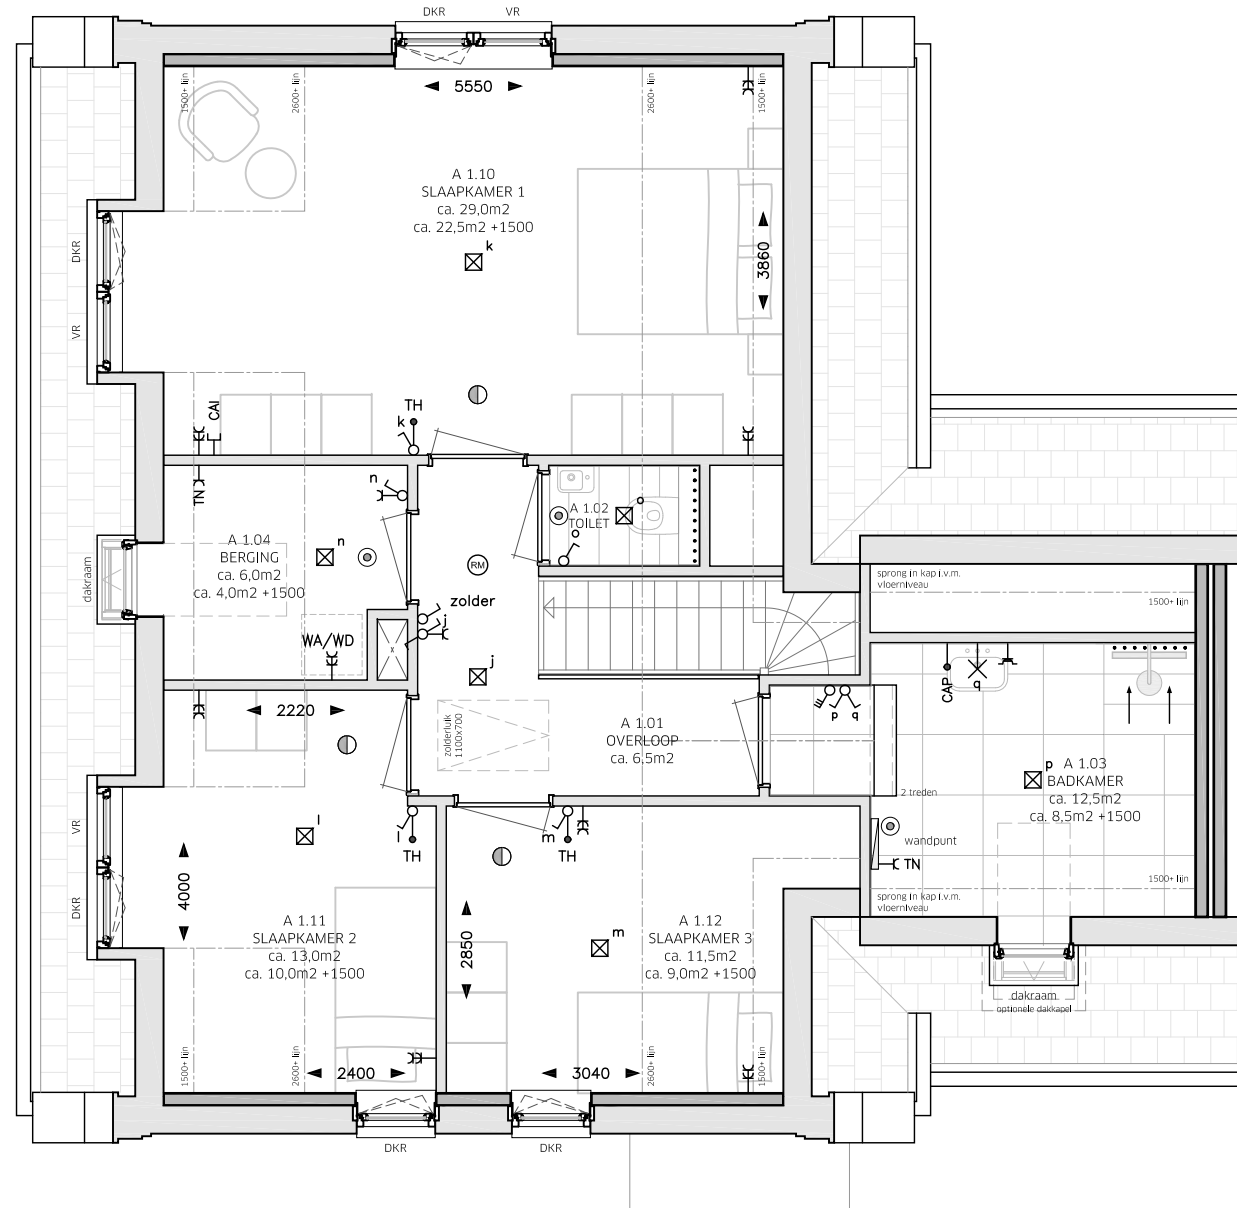 DKR
VR
1500+ lijn
2600+ lijn
5550
2600+ lijn
1500+ lijn
A 1.10
SLAAPKAMER 1
ca. 29,0m2
ca. 22,5m2 +1500
k
3860
DKR
VR
CAI
k
TH
TN
n
A 1.04
BERGING
ca. 6,0m2
ca. 4,0m2 +1500
n
dakraam
WA/WD
A 1.02
TOILET
o
o
RM
zolder
j
j
sprong in kap i.v.m.
vloerniveau
1500+ lijn
CAP
q
2220
zolderluik
1100x700
A 1.01
OVERLOOP
ca. 6,5m2
p
q
2 treden
p
A 1.03
BADKAMER
ca. 12,5m2
ca. 8,5m2 +1500
wandpunt
TN
1500+ lijn
sprong in kap i.v.m.
vloerniveau
VR
DKR
l
l
TH
m
TH
4000
A 1.11
SLAAPKAMER 2
ca. 13,0m2
ca. 10,0m2 +1500
2850
m
A 1.12
SLAAPKAMER 3
ca. 11,5m2
ca. 9,0m2 +1500
dakraam
optionele dakkapel
1500+ lijn
2600+ lijn
2400
3040
2600+ lijn
1500+ lijn
DKR
DKR